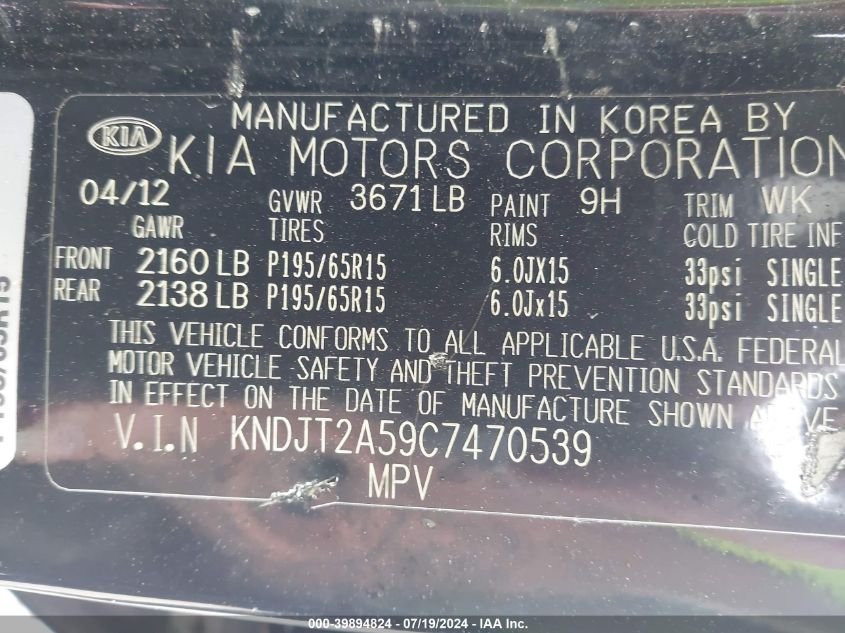 KIA
MANUFACTURED IN KOREA BY
KIA MOTORS CORPORATION
04/12 GVWR 3671 LB PAINT 9H TRIM WK
GAWR TIRES RIMS COLD TIRE INF
FRONT 2160 LB P195/65R15 6.0JX15 33psi SINGLE
REAR 2138 LB P195/65R15 6.0Jx15 33psi SINGLE
THIS VEHICLE CONFORMS TO ALL APPLICABLE U.S.A. FEDERAL
MOTOR VEHICLE SAFETY AND THEFT PREVENTION STANDARDS
IN EFFECT ON THE DATE OF MANUFACTURE SHOWN ABOVE
V.I.N KNDJT2A59C7470539
MPV
000-39894824 - 07/19/2024 - IAA Inc.